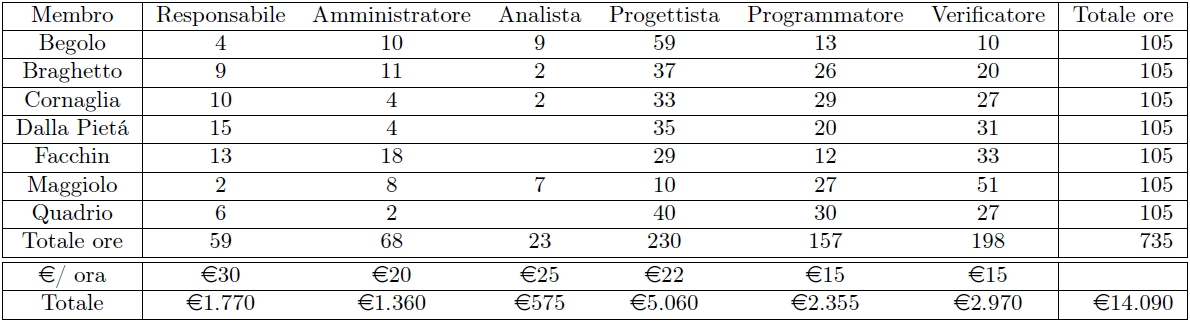 Membro Responsabile Amministratore Analista Progettista Programmatore Verificatore Totale ore
Begolo 4 10 9 59 13 10 105
Braghetto 9 11 2 37 26 20 105
Cornaglia 10 4 2 33 29 27 105
Dalla Pietá 15 4 35 20 31 105
Facchin 13 18 29 12 33 105
Maggiolo 2 8 7 10 27 51 105
Quadrio 6 2 40 30 27 105
Totale ore 59 68 23 230 157 198 735
€/ ora €30 €20 €25 €22 €15 €15
Totale €1.770 €1.360 €575 €5.060 €2.355 €2.970 €14.090